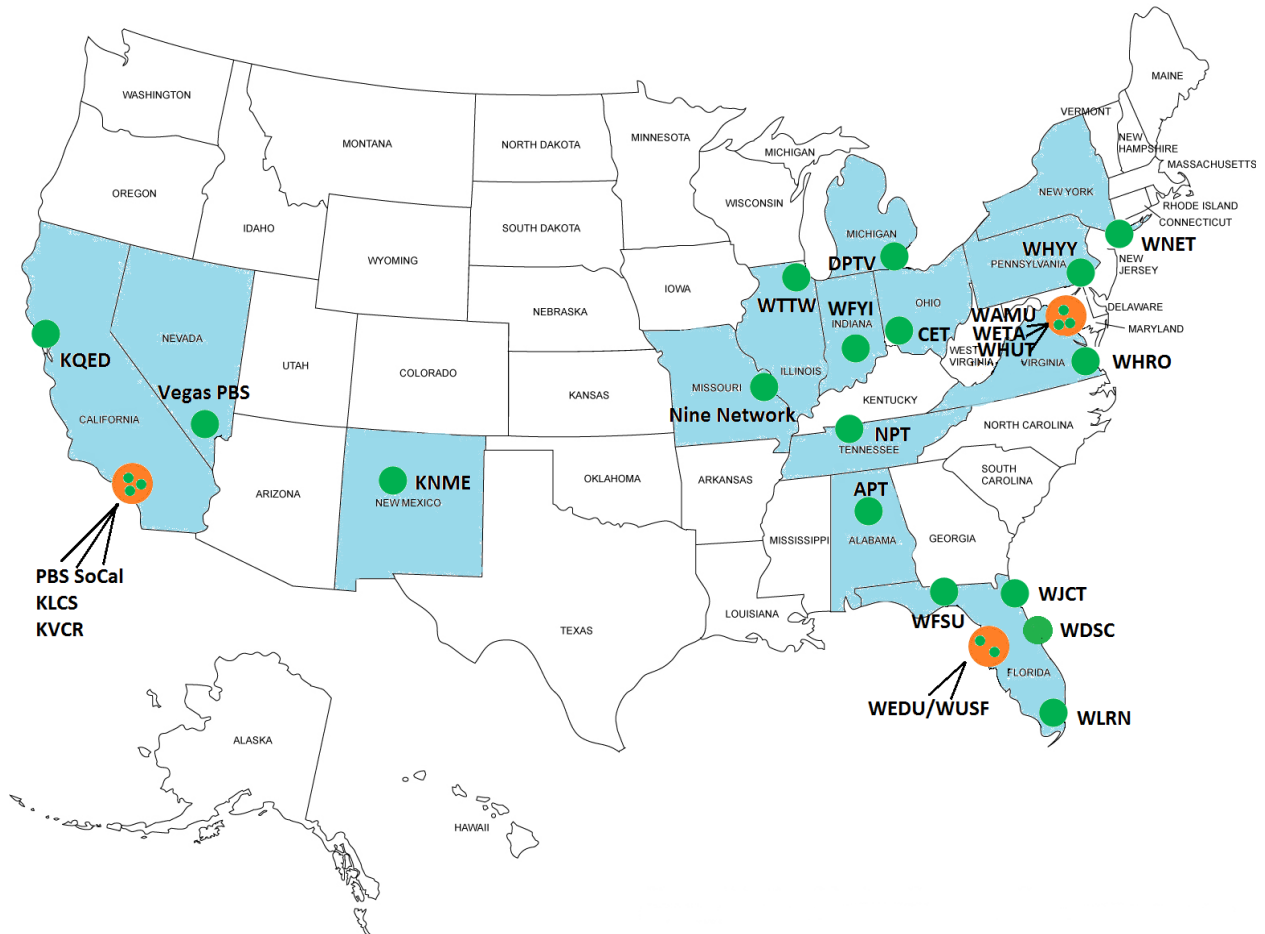 MAINE
WASHINGTON
VERMONT
MONTANA
NORTH DAKOTA
MINNESOTA
NEW
HAMPSHIRE
MICHIGAN
MASSACHUSETTS
OREGON
WISCONSIN
NEW YORK
RHODE ISLAND
CONNECTICUT
IDAHO
SOUTH DAKOTA
MICHIGAN
WYOMING
DPTV
WHYY
PENNSYLVANIA
WNET
NEW
JERSEY
IOWA
WTTW
WFYI
INDIANA
OHIO
CET
NEBRASKA
DELAWARE
WAMU
WETA
WHUT
MARYLAND
NEVADA
KQED
UTAH
COLORADO
WEST
VIRGINIA
VIRGINIA
WHRO
ILLINOIS
MISSOURI
KANSAS
Vegas PBS
KENTUCKY
Nine Network
CALIFORNIA
NORTH CAROLINA
NPT
TENNESSEE
SOUTH
CAROLINA
OKLAHOMA
ARKANSAS
KNME
NEW MEXICO
ARIZONA
APT
ALABAMA
MISSISSIPPI
GEORGIA
PBS SoCal
KLCS
KVCR
WJCT
LOUISIANA
WFSU
TEXAS
WDSC
FLORIDA
WEDU/WUSF
WLRN
ALASKA
HAWAII